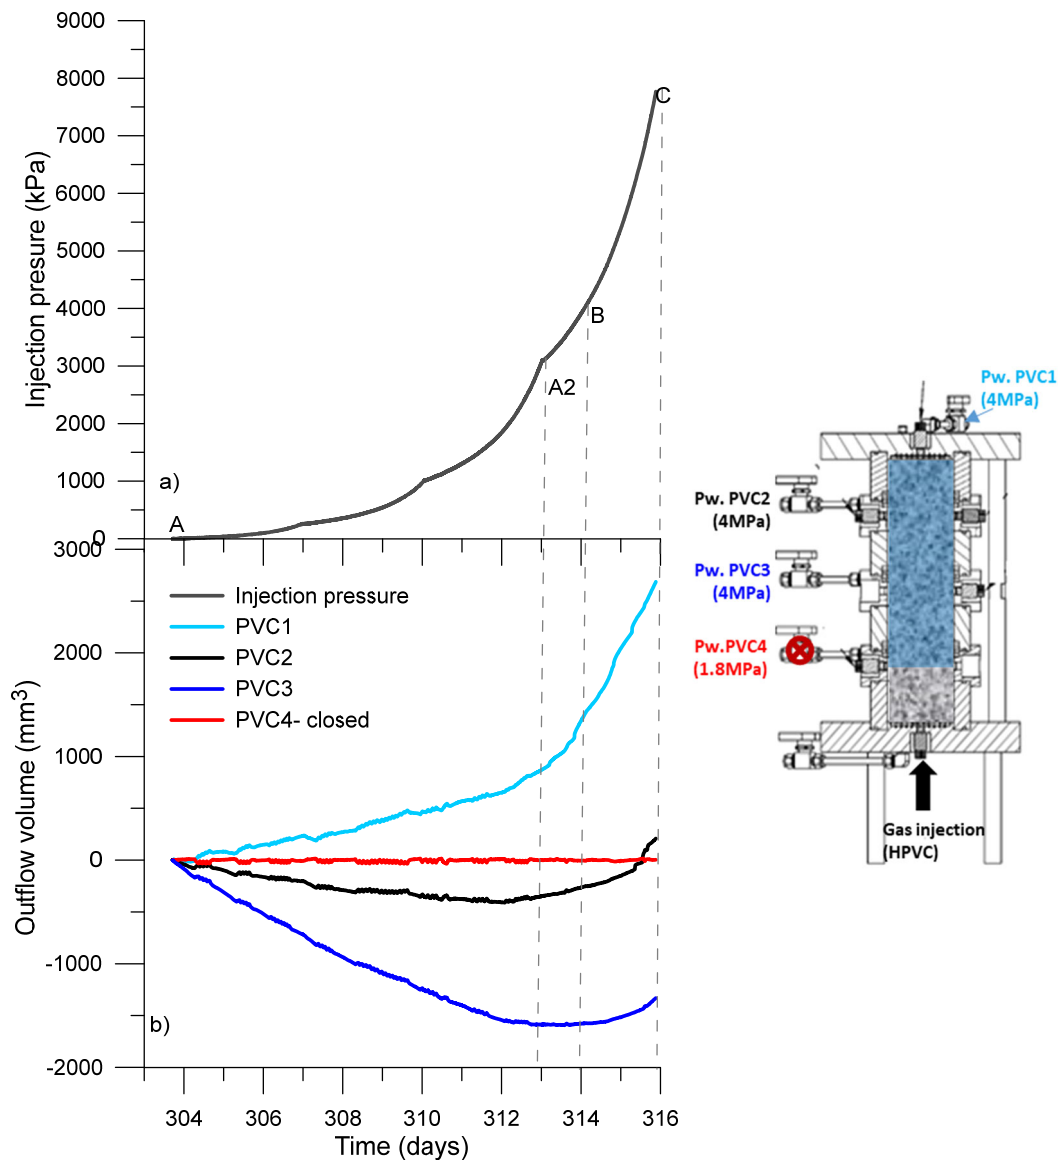 9000
8000
7000
6000
5000
4000
3000
2000
1000
0
Injection presure (kPa)
a)
A
A2
B
C
3000
2000
1000
0
-1000
-2000
Outflow volume (mm³)
Injection pressure
PVC1
PVC2
PVC3
PVC4- closed
b)
304
306
308
310
312
314
316
Time (days)
Pw. PVC1
(4MPa)
Pw. PVC2
(4MPa)
Pw. PVC3
(4MPa)
Pw.PVC4
(1.8MPa)
Gas injection
(HPVC)